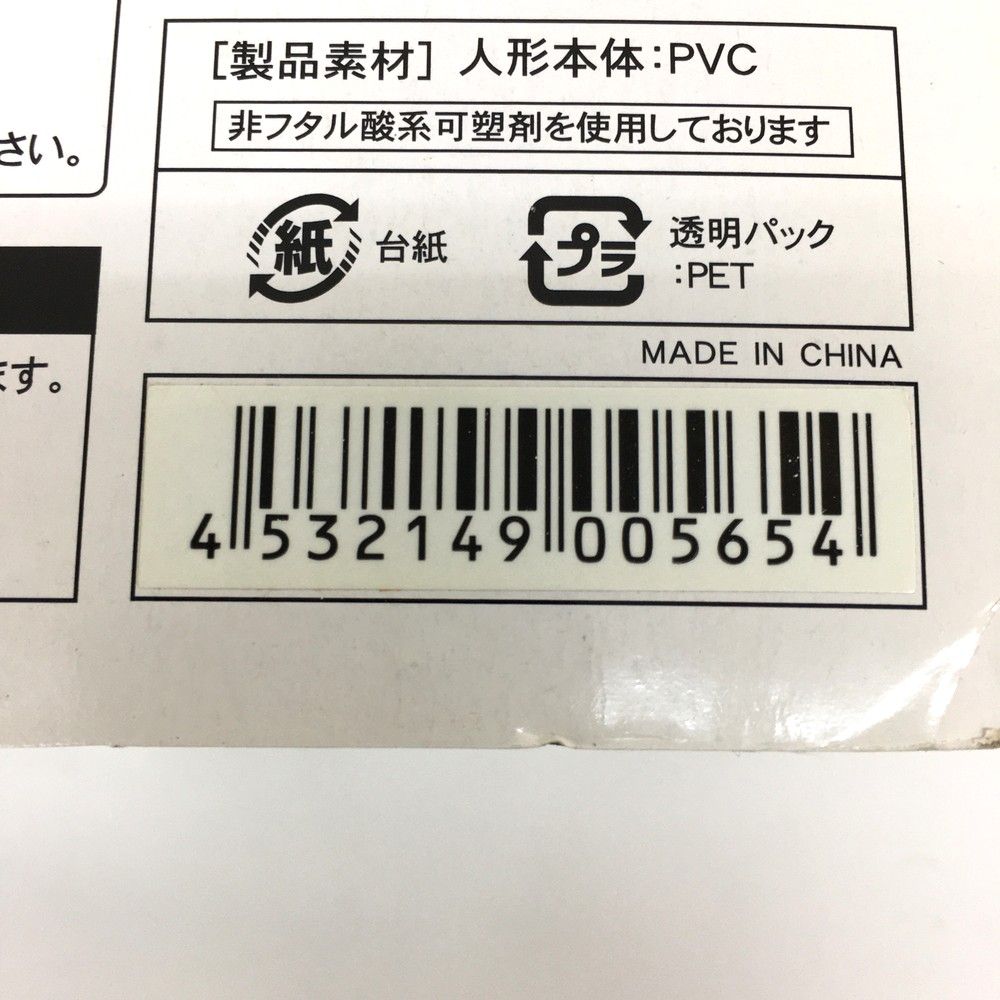 [製品素材] 人形本体:PVC
非フタル酸系可塑剤を使用しております
さい。
紙 台紙
プラ 透明パック
:PET
MADE IN CHINA
ます。
4 532149 005654